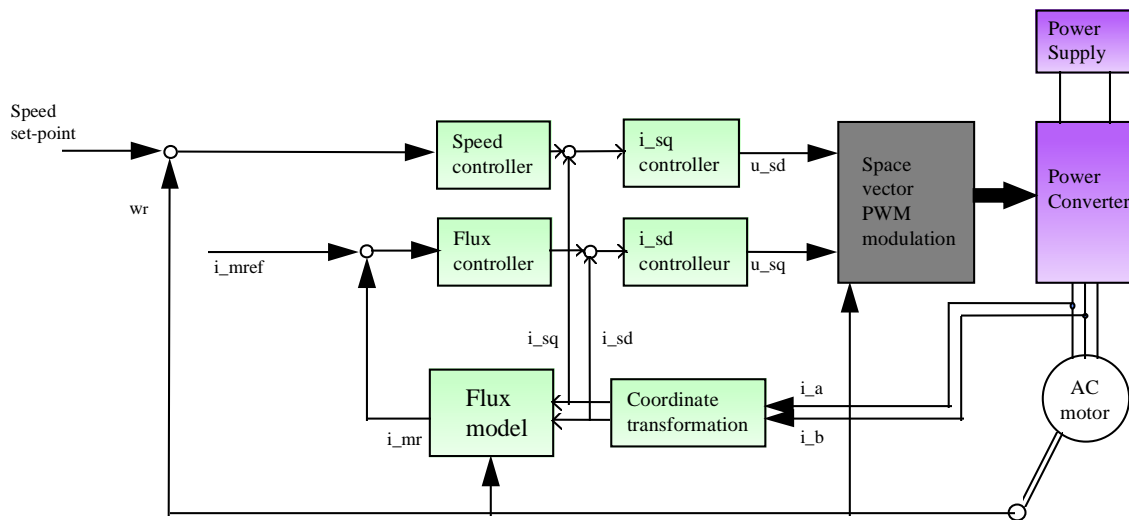 Power
Supply
Speed
set-point
Speed
controller
i_sq
controller
u_sd
Space
vector
PWM
modulation
Power
Converter
wr
Flux
controller
i_sd
controlleur
u_sq
i_mref
i_sq
i_sd
Flux
model
i_mr
Coordinate
transformation
i_a
i_b
AC
motor